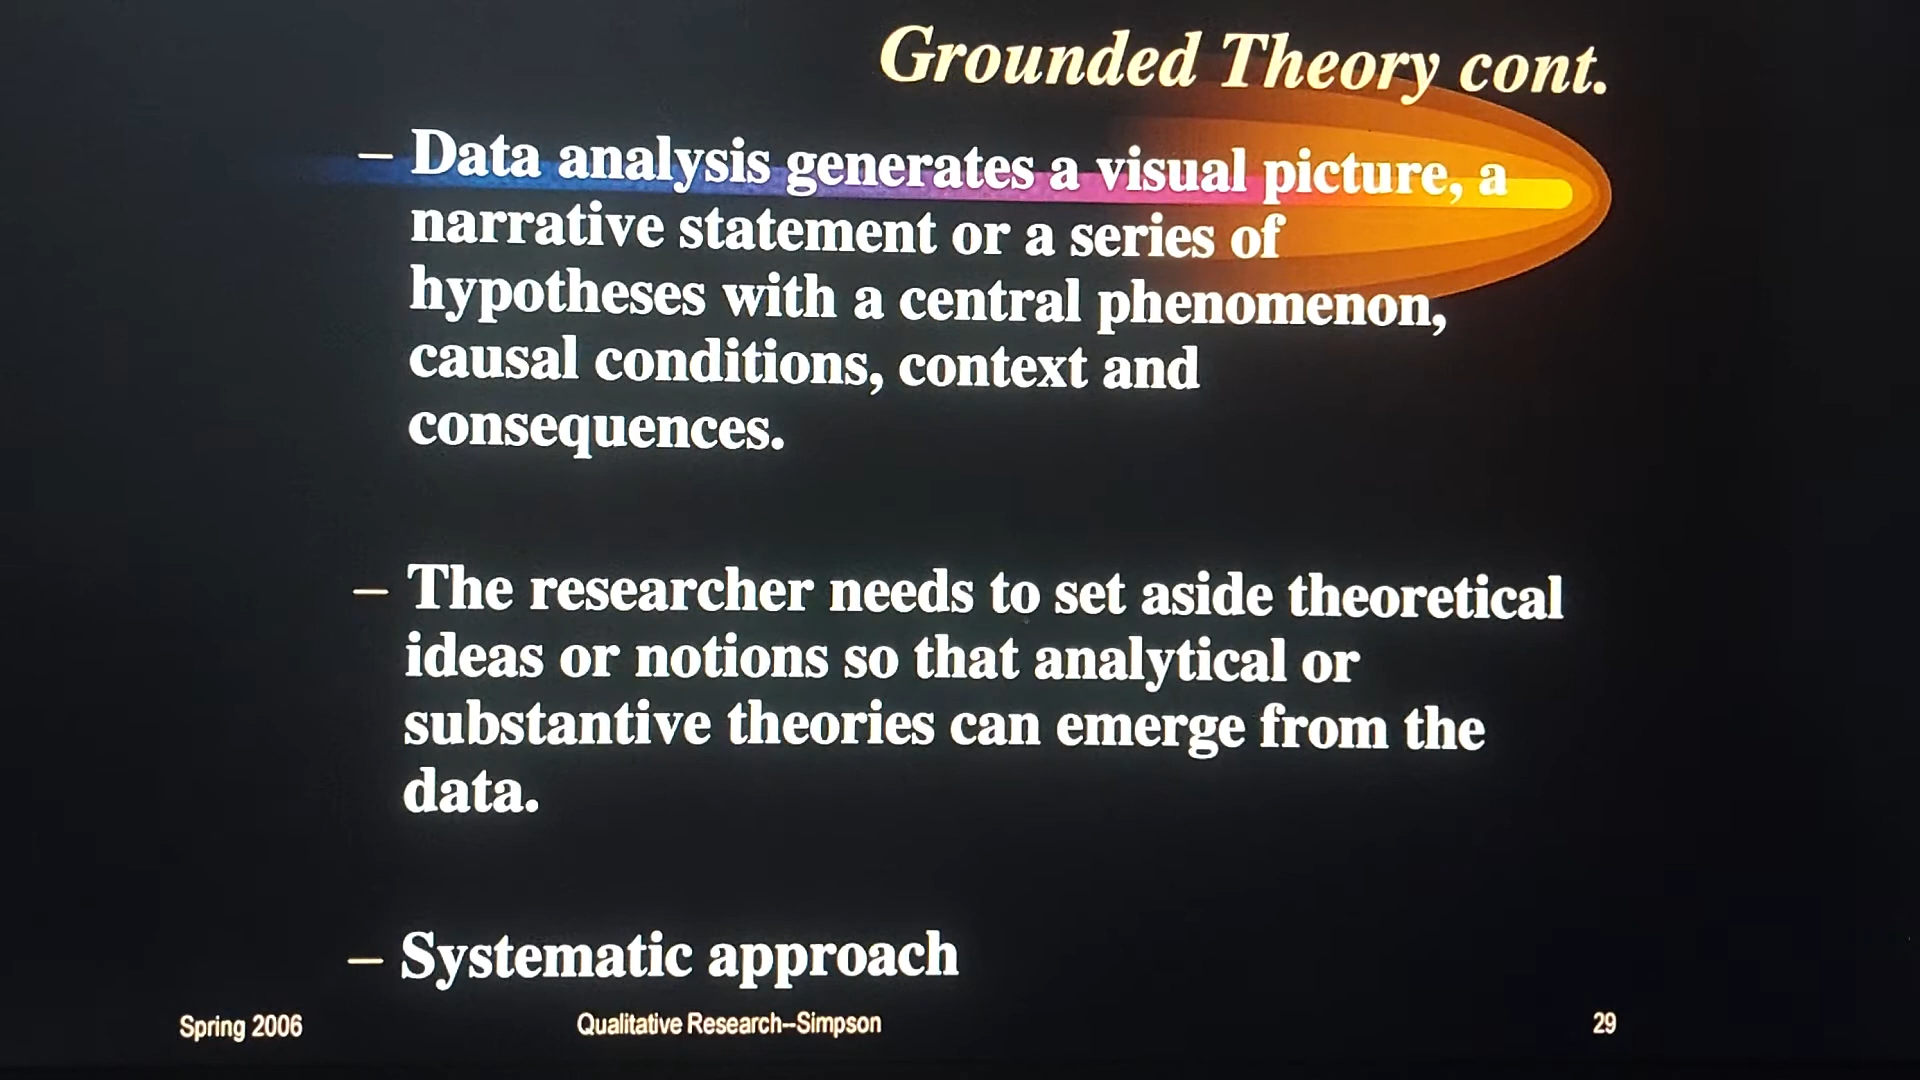 Grounded Theory cont.
– Data analysis generates a visual picture, a
narrative statement or a series of
hypotheses with a central phenomenon,
causal conditions, context and
consequences.
– The researcher needs to set aside theoretical
ideas or notions so that analytical or
substantive theories can emerge from the
data.
– Systematic approach
Spring 2006
Qualitative Research--Simpson
29